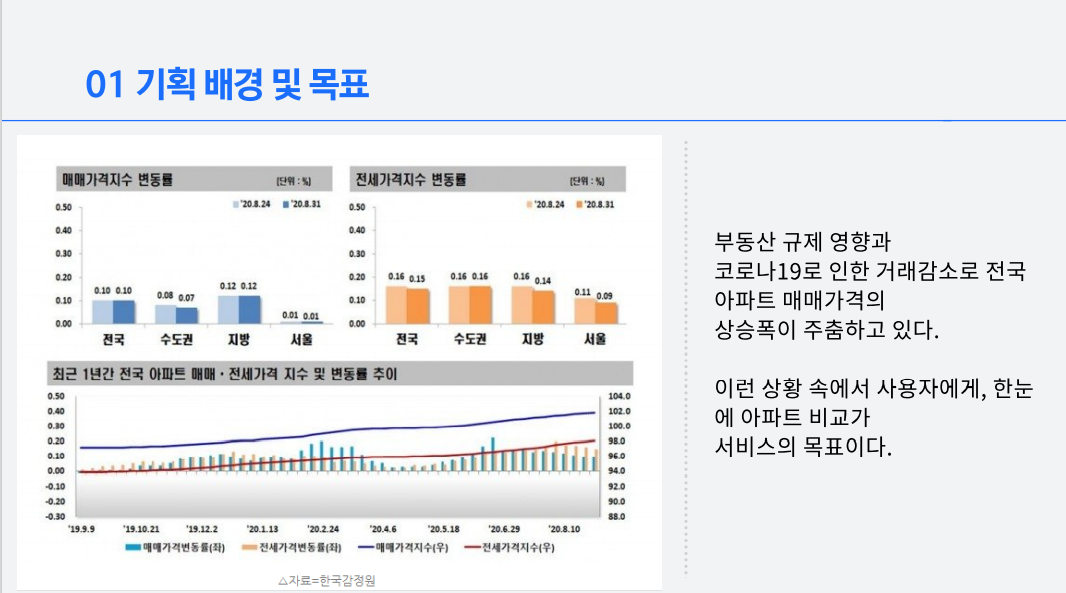 01 기획 배경 및 목표
매매가격지수 변동률 [단위 : %]
'20.8.24 '20.8.31
0.50
0.40
0.30
0.20
0.10
0.00
0.10 0.10
0.08 0.07
0.12 0.12
0.01 0.01
전국 수도권 지방 서울
전세가격지수 변동률 [단위 : %]
'20.8.24 '20.8.31
0.50
0.40
0.30
0.20
0.10
0.00
0.16 0.15
0.16 0.16
0.16 0.14
0.11 0.09
전국 수도권 지방 서울
최근 1년간 전국 아파트 매매・전세가격 지수 및 변동률 추이
0.50
0.40
0.30
0.20
0.10
0.00
-0.10
-0.20
-0.30
104.0
102.0
100.0
98.0
96.0
94.0
92.0
90.0
88.0
'19.9.9 '19.10.21 '19.12.2 '20.1.13 '20.2.24 '20.4.6 '20.5.18 '20.6.29 '20.8.10
매매가격변동률(좌) 전세가격변동률(좌) 매매가격지수(우) 전세가격지수(우)
△자료=한국감정원
부동산 규제 영향과
코로나19로 인한 거래감소로 전국
아파트 매매가격의
상승폭이 주춤하고 있다.
이런 상황 속에서 사용자에게, 한눈
에 아파트 비교가
서비스의 목표이다.